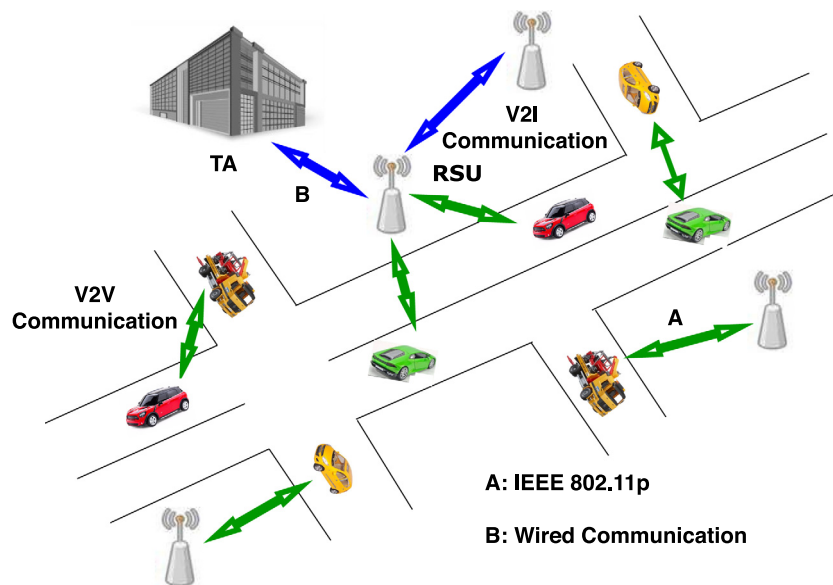 V2I
Communication
TA
RSU
B
V2V
Communication
A
A: IEEE 802.11p
B: Wired Communication